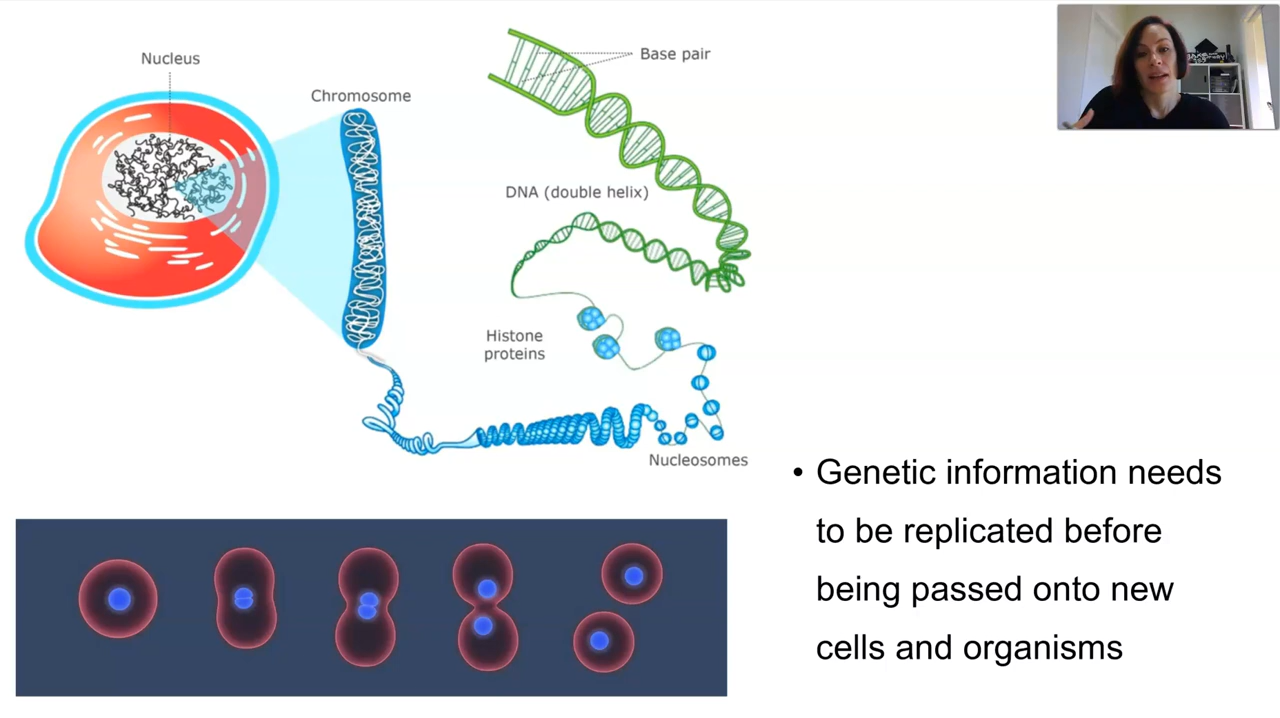 Nucleus
Chromosome
Base pair
DNA (double helix)
Histone
proteins
Nucleosomes
• Genetic information needs
to be replicated before
being passed onto new
cells and organisms